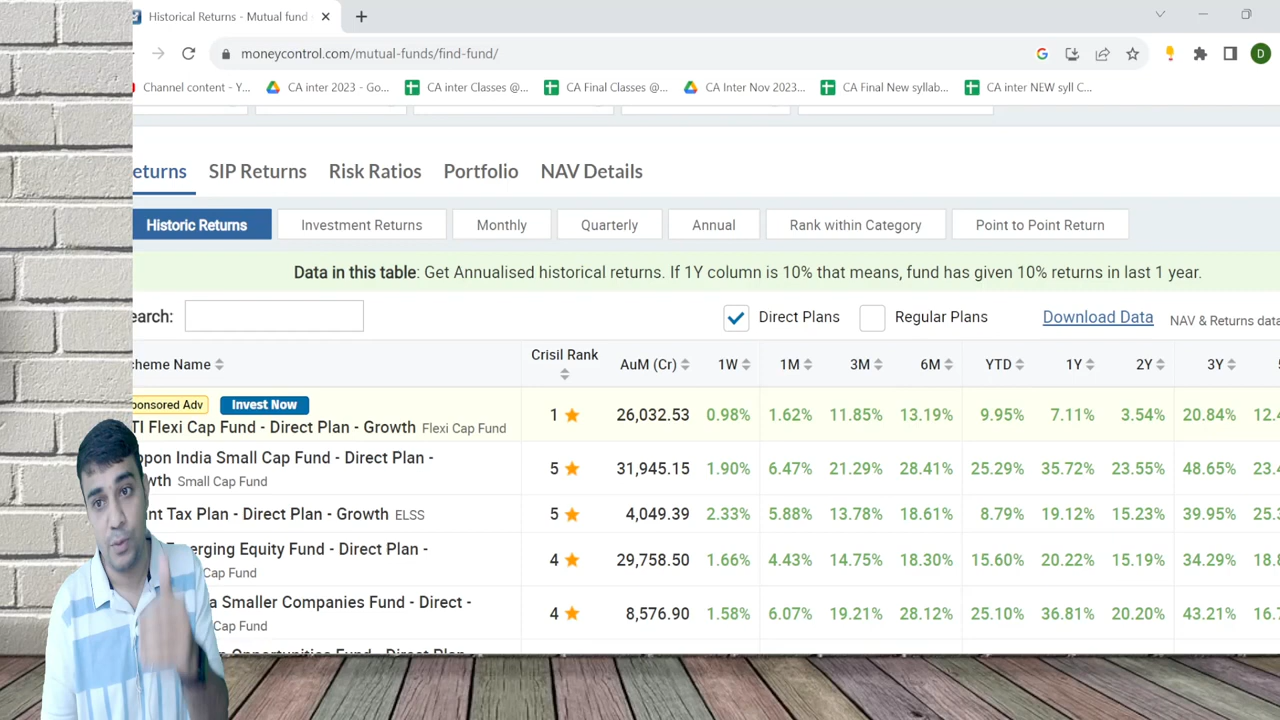 Historical Returns - Mutual fund
moneycontrol.com/mutual-funds/find-fund/
Channel content - Y...
CA inter 2023 - Go...
CA inter Classes @...
CA Final Classes @...
CA Inter Nov 2023...
CA Final New syllab...
CA inter NEW syll C...
D
eturns SIP Returns Risk Ratios Portfolio NAV Details
Historic Returns Investment Returns Monthly Quarterly Annual Rank within Category Point to Point Return
Data in this table: Get Annualised historical returns. If 1Y column is 10% that means, fund has given 10% returns in last 1 year.
earch: Direct Plans Regular Plans Download Data NAV & Returns data
cheme Name Crisil Rank AuM (Cr) 1W 1M 3M 6M YTD 1Y 2Y 3Y
ponsored Adv Invest Now
TI Flexi Cap Fund - Direct Plan - Growth Flexi Cap Fund 1 26,032.53 0.98% 1.62% 11.85% 13.19% 9.95% 7.11% 3.54% 20.84% 12.
ppon India Small Cap Fund - Direct Plan -
wth Small Cap Fund 5 31,945.15 1.90% 6.47% 21.29% 28.41% 25.29% 35.72% 23.55% 48.65% 23.4
nt Tax Plan - Direct Plan - Growth ELSS 5 4,049.39 2.33% 5.88% 13.78% 18.61% 8.79% 19.12% 15.23% 39.95% 25.
erging Equity Fund - Direct Plan -
Cap Fund 4 29,758.50 1.66% 4.43% 14.75% 18.30% 15.60% 20.22% 15.19% 34.29% 18.
a Smaller Companies Fund - Direct -
Cap Fund 4 8,576.90 1.58% 6.07% 19.21% 28.12% 25.10% 36.81% 20.20% 43.21% 16.7
Opportunities Fund - Direct Plan -